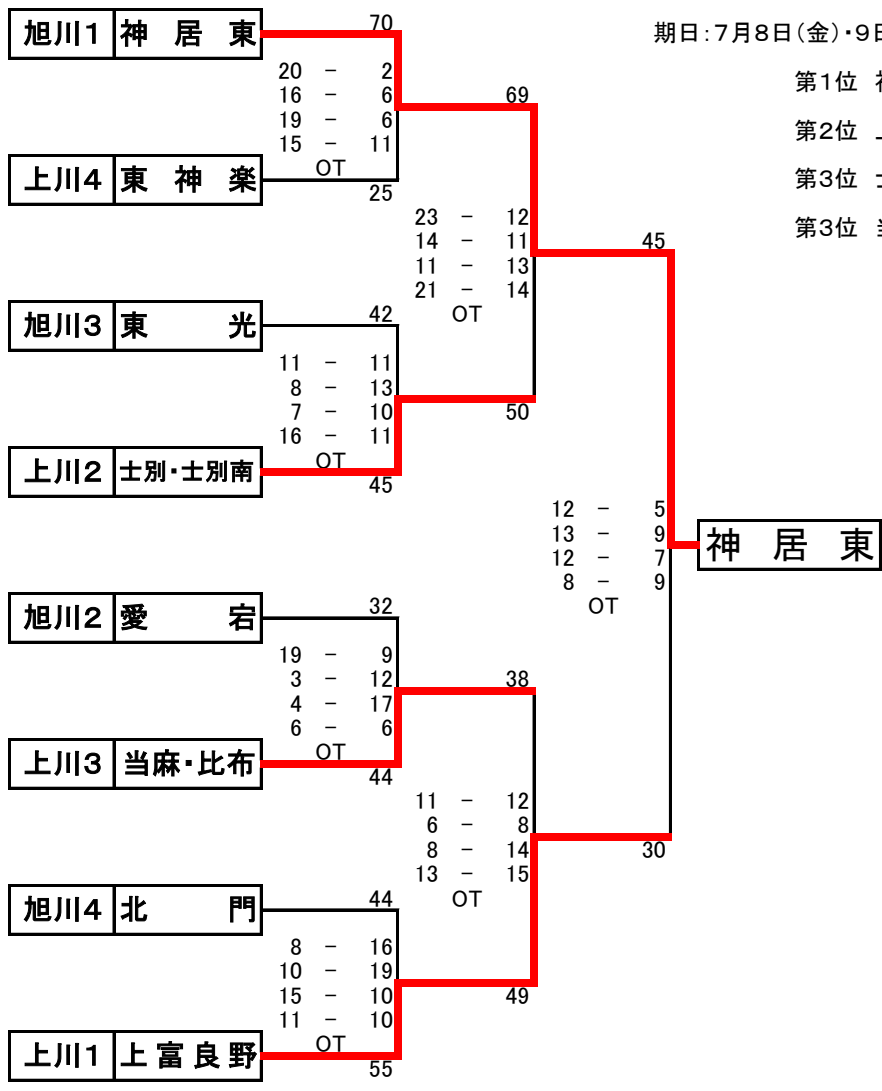 旭川1 神居東
70
期日:7月8日(金)・9日
20 - 2
16 - 6
19 - 6
15 - 11
OT
69
第1位
第2位
上川4 東神楽
25
第3位
23 - 12
14 - 11
11 - 13
21 - 14
OT
45
第3位
旭川3 東光
42
11 - 11
8 - 13
7 - 10
16 - 11
OT
50
上川2 士別・士別南
45
12 - 5
13 - 9
12 - 7
8 - 9
OT
神居東
旭川2 愛宕
32
19 - 9
3 - 12
4 - 17
6 - 6
OT
38
上川3 当麻・比布
44
11 - 12
6 - 8
8 - 14
13 - 15
OT
30
旭川4 北門
44
8 - 16
10 - 19
15 - 10
11 - 10
OT
49
上川1 上富良野
55